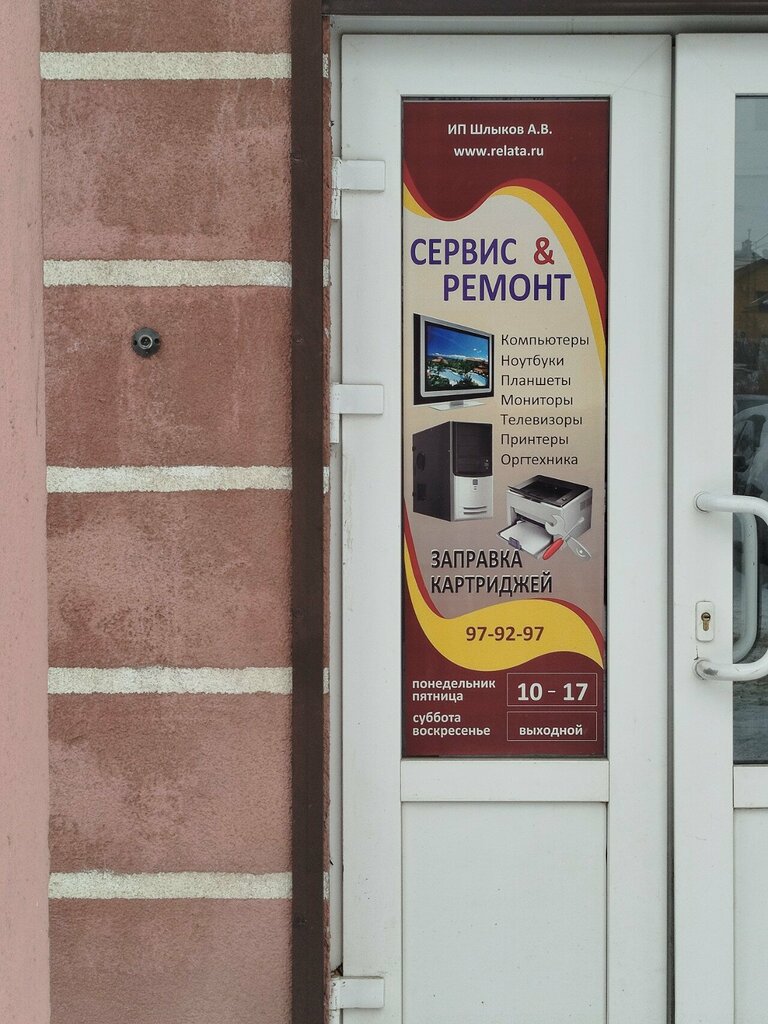 ИП Шлыков А.В.
www.relata.ru
СЕРВИС &
РЕМОНТ
Компьютеры
Ноутбуки
Планшеты
Мониторы
Телевизоры
Принтеры
Оргтехника
ЗАПРАВКА
КАРТРИДЖЕЙ
97-92-97
понедельник
пятница
10 - 17
суббота
воскресенье
выходной